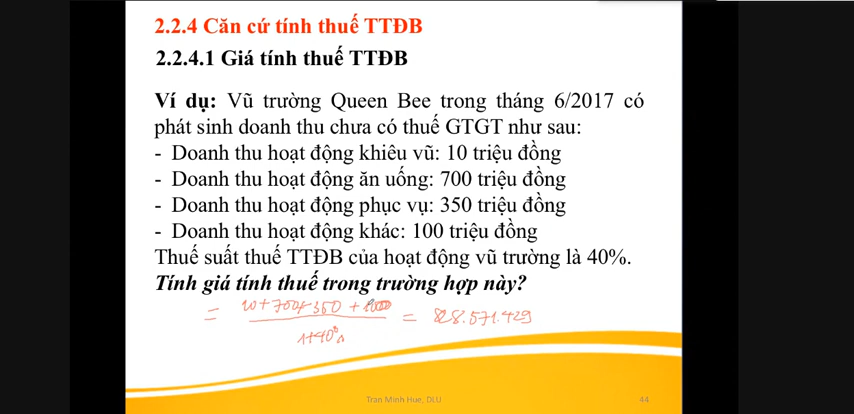 2.2.4 Căn cứ tính thuế TTĐB
2.2.4.1 Giá tính thuế TTĐB
Ví dụ: Vũ trường Queen Bee trong tháng 6/2017 có
phát sinh doanh thu chưa có thuế GTGT như sau:
- Doanh thu hoạt động khiêu vũ: 10 triệu đồng
- Doanh thu hoạt động ăn uống: 700 triệu đồng
- Doanh thu hoạt động phục vụ: 350 triệu đồng
- Doanh thu hoạt động khác: 100 triệu đồng
Thuế suất thuế TTĐB của hoạt động vũ trường là 40%.
Tính giá tính thuế trong trường hợp này?
= 10 + 700 + 350 + 100 = 828.571.429
1+40%
Tran Minh Hue, DLU 44